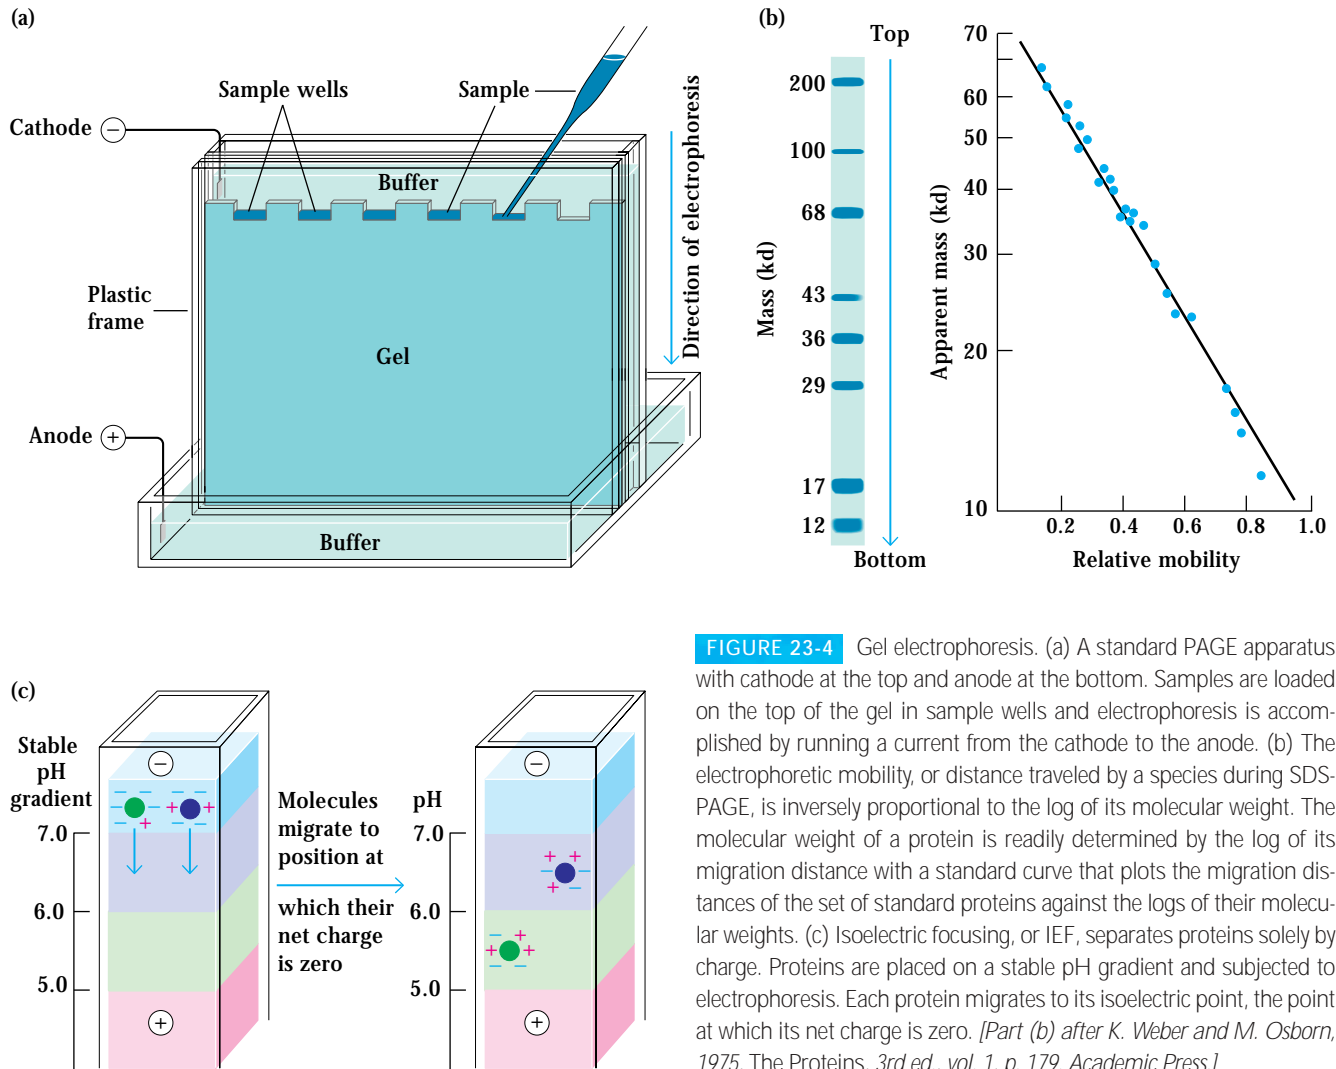 (a)
Sample wells
Sample
Cathode −
Buffer
Direction of electrophoresis
Plastic
frame
Gel
Anode +
Buffer
(b)
Top
200
100
68
43
36
29
17
12
Mass (kd)
Bottom
70
60
50
40
30
20
10
Apparent mass (kd)
0.2 0.4 0.6 0.8 1.0
Relative mobility
(c)
Stable
pH
gradient
7.0
6.0
5.0
−
+
Molecules
migrate to
position at
which their
net charge
is zero
pH
7.0
6.0
5.0
−
+
FIGURE 23-4 Gel electrophoresis. (a) A standard PAGE apparatus
with cathode at the top and anode at the bottom. Samples are loaded
on the top of the gel in sample wells and electrophoresis is accom-
plished by running a current from the cathode to the anode. (b) The
electrophoretic mobility, or distance traveled by a species during SDS-
PAGE, is inversely proportional to the log of its molecular weight. The
molecular weight of a protein is readily determined by the log of its
migration distance with a standard curve that plots the migration dis-
tances of the set of standard proteins against the logs of their molecu-
lar weights. (c) Isoelectric focusing, or IEF, separates proteins solely by
charge. Proteins are placed on a stable pH gradient and subjected to
electrophoresis. Each protein migrates to its isoelectric point, the point
at which its net charge is zero. [Part (b) after K. Weber and M. Osborn,
1975, The Proteins, 3rd ed., vol. 1, p. 179. Academic Press.]